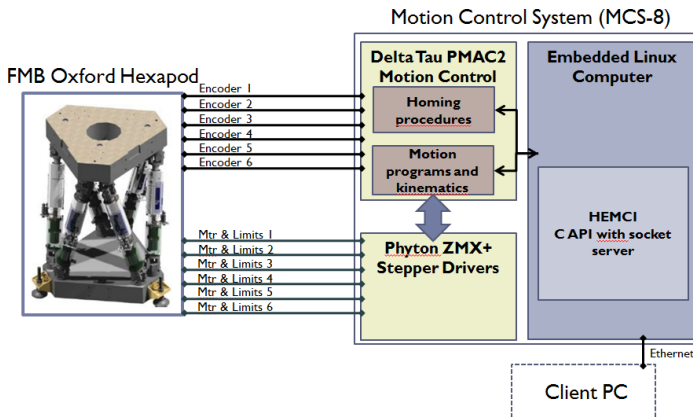 Motion Control System (MCS-8)
FMB Oxford Hexapod
Delta Tau PMAC2
Motion Control
Embedded Linux
Computer
Encoder 1
Encoder 2
Encoder 3
Encoder 4
Encoder 5
Encoder 6
Homing
procedures
Motion
programs and
kinematics
HEMCI
C API with socket
server
Mtr & Limits 1
Mtr & Limits 2
Mtr & Limits 3
Mtr & Limits 4
Mtr & Limits 5
Mtr & Limits 6
Phyton ZMX+
Stepper Drivers
Ethernet
Client PC